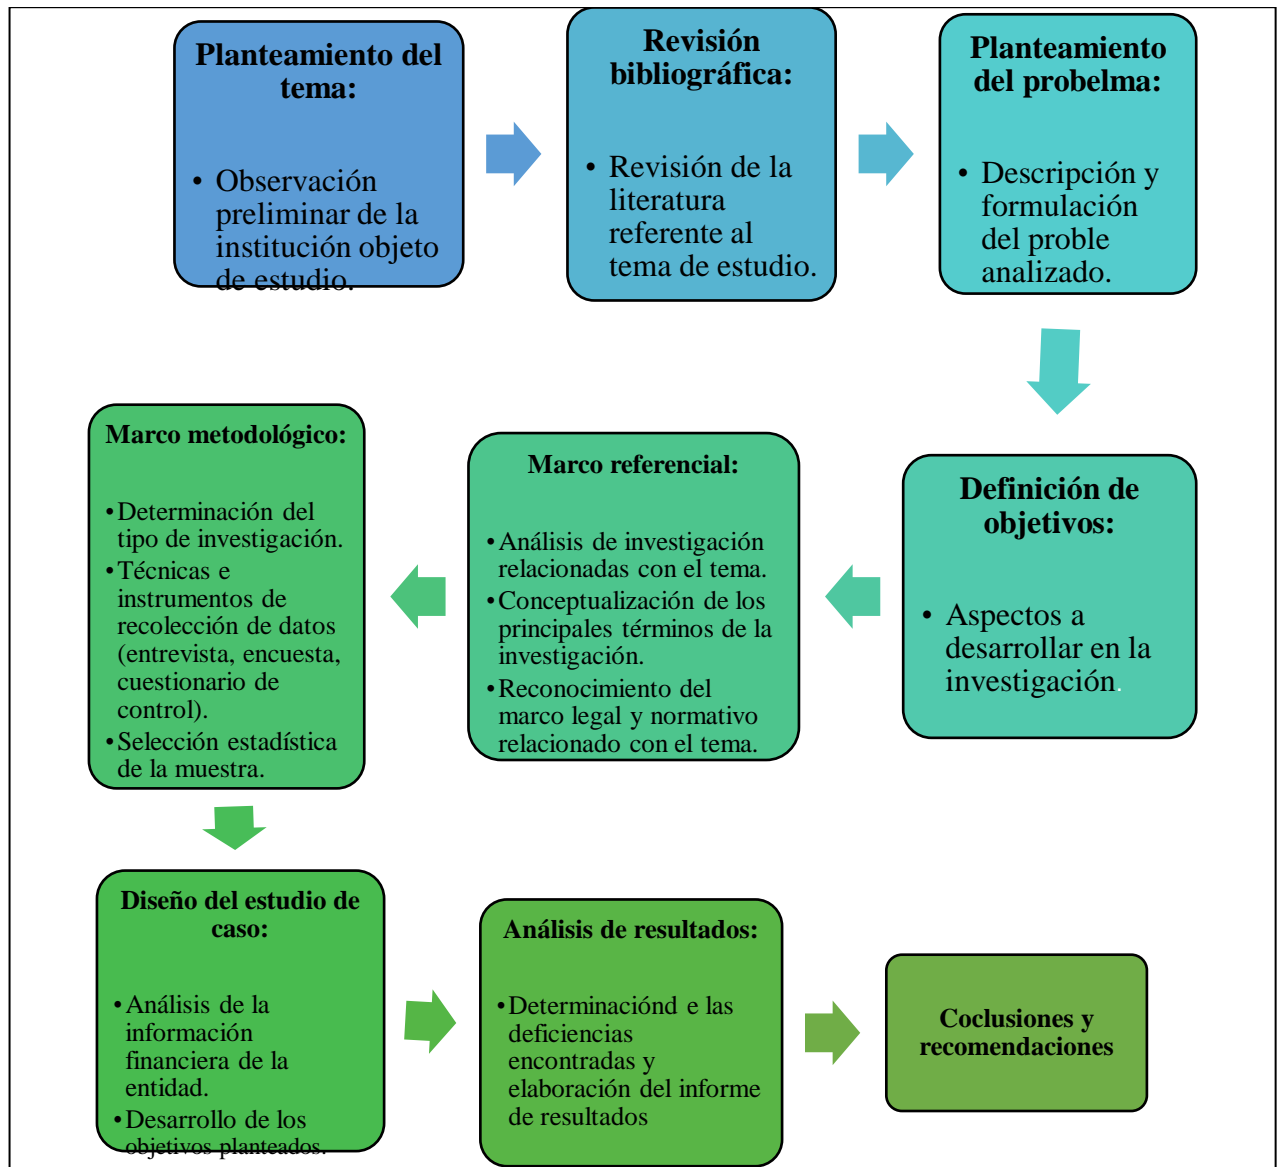 Planteamiento del
tema:
• Observación
preliminar de la
institución objeto
de estudio.
Revisión
bibliográfica:
• Revisión de la
literatura
referente al
tema de estudio.
Planteamiento
del probelma:
• Descripción y
formulación
del proble
analizado.
Definición de
objetivos:
• Aspectos a
desarrollar en la
investigación.
Marco referencial:
• Análisis de investigación
relacionadas con el tema.
• Conceptualización de los
principales términos de la
investigación.
• Reconocimiento del
marco legal y normativo
relacionado con el tema.
Marco metodológico:
• Determinación del
tipo de investigación.
• Técnicas e
instrumentos de
recolección de datos
(entrevista, encuesta,
cuestionario de
control).
• Selección estadística
de la muestra.
Diseño del estudio de
caso:
• Análisis de la
información
financiera de la
entidad.
• Desarrollo de los
objetivos planteados.
Análisis de resultados:
• Determinaciónd e las
deficiencias
encontradas y
elaboración del informe
de resultados
Coclusiones y
recomendaciones